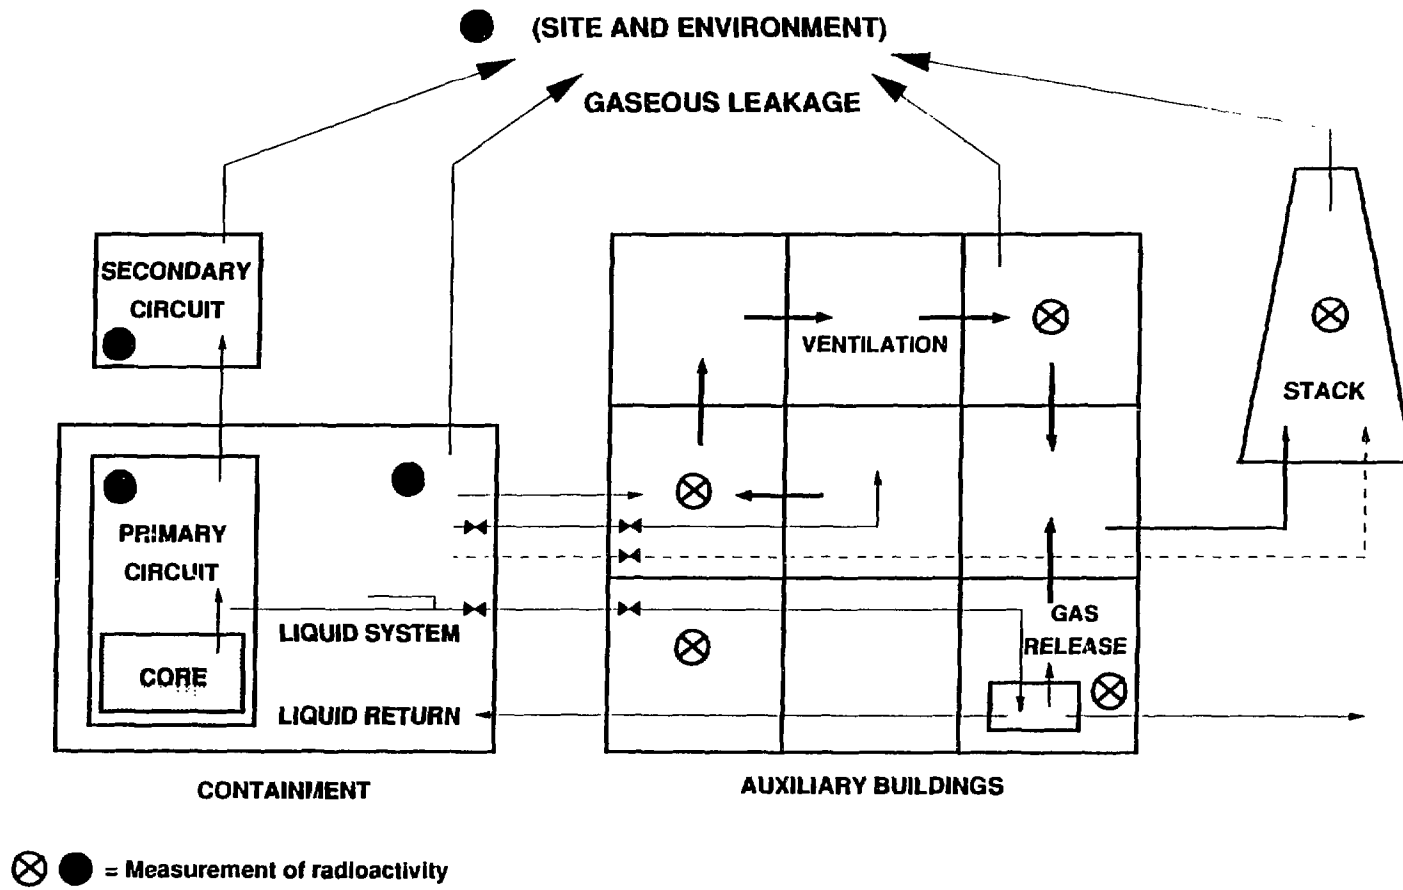 (SITE AND ENVIRONMENT)
GASEOUS LEAKAGE
SECONDARY
CIRCUIT
VENTILATION
STACK
PRIMARY
CIRCUIT
GAS
RELEASE
LIQUID SYSTEM
CORE
LIQUID RETURN
CONTAINMENT
AUXILIARY BUILDINGS
= Measurement of radioactivity